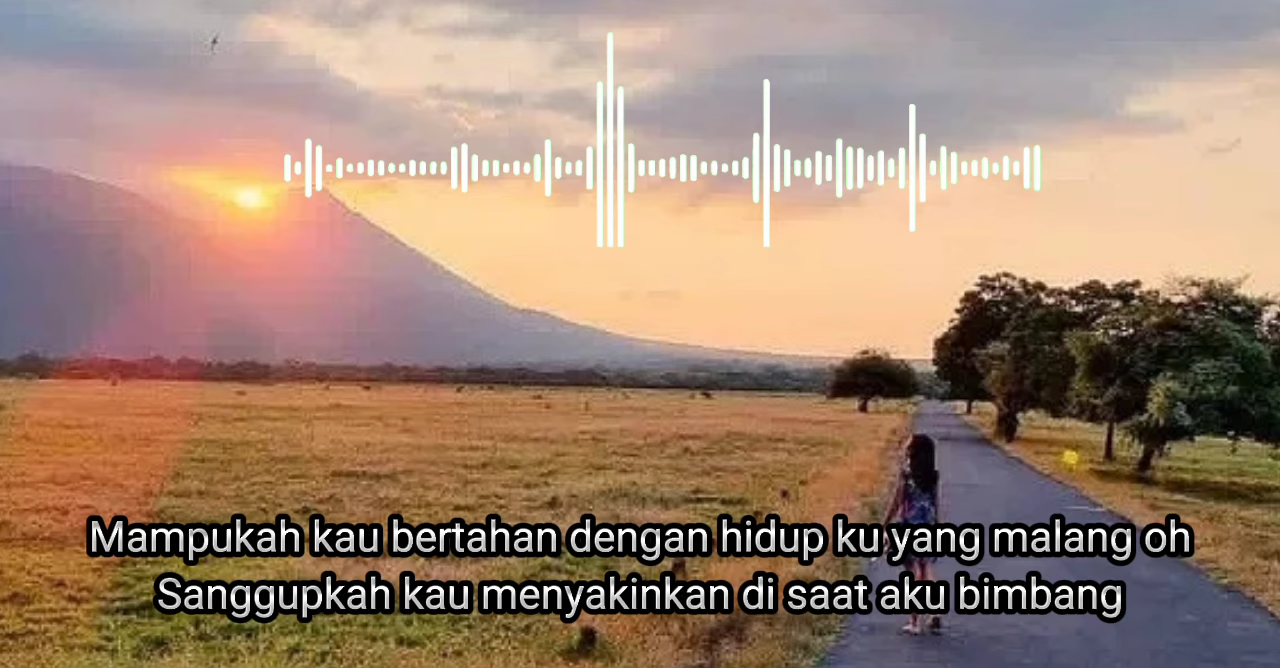 Mampukah kau bertahan dengan hidup ku yang malang oh
Sanggupkah kau menyakinkan di saat aku bimbang